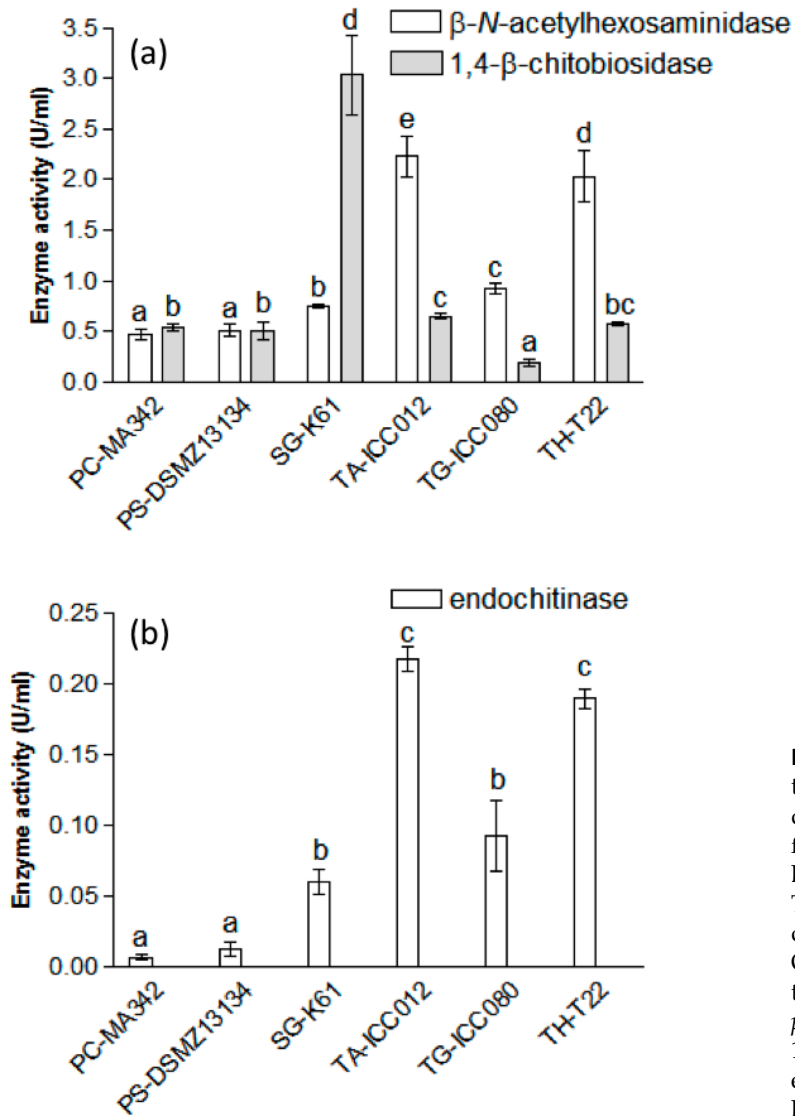 (a)
β-N-acetylhexosaminidase
1,4-β-chitobiosidase
Enzyme activity (U/ml)
3.5
3.0
2.5
2.0
1.5
1.0
0.5
0.0
a b a b b d e c c a d bc
PC-MA342
PS-DSMZ13134
SG-K61
TA-ICC012
TG-ICC080
TH-T22
(b)
endochitinase
Enzyme activity (U/ml)
0.25
0.20
0.15
0.10
0.05
0.00
a a b c b c
PC-MA342
PS-DSMZ13134
SG-K61
TA-ICC012
TG-ICC080
TH-T22